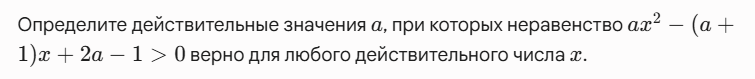 Определите действительные значения a, при которых неравенство ax² − (a +
1)x + 2a − 1 > 0 верно для любого действительного числа x.